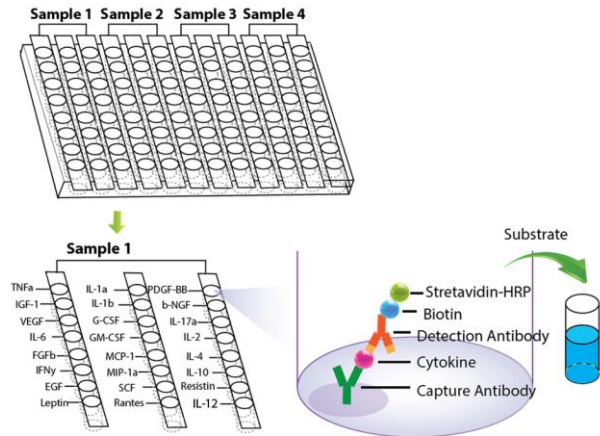 Sample 1 Sample 2 Sample 3 Sample 4
Sample 1
TNFa
IGF-1
VEGF
IL-6
FGFb
IFNy
EGF
Leptin
IL-1a
IL-1b
G-CSF
GM-CSF
MCP-1
MIP-1a
SCF
Rantes
PDGF-BB
b-NGF
IL-17a
IL-2
IL-4
IL-10
Resistin
IL-12
Substrate
Stretavidin-HRP
Biotin
Detection Antibody
Cytokine
Capture Antibody